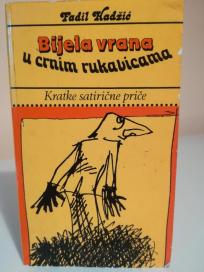 Fadil Hadžić
Bijela vrana
u crnim rukavicama
Kratke satirične priče